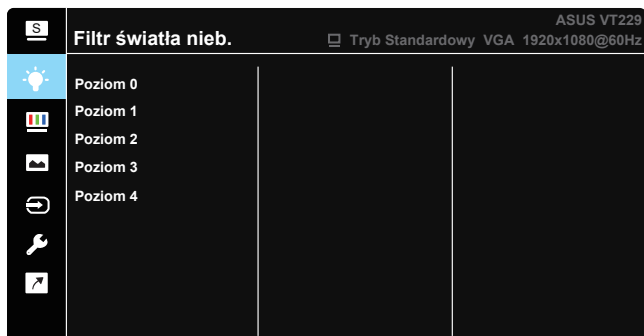 S
ASUS VT229
Filtr światła nieb.
Tryb Standardowy VGA 1920x1080@60Hz
Poziom 0
Poziom 1
Poziom 2
Poziom 3
Poziom 4